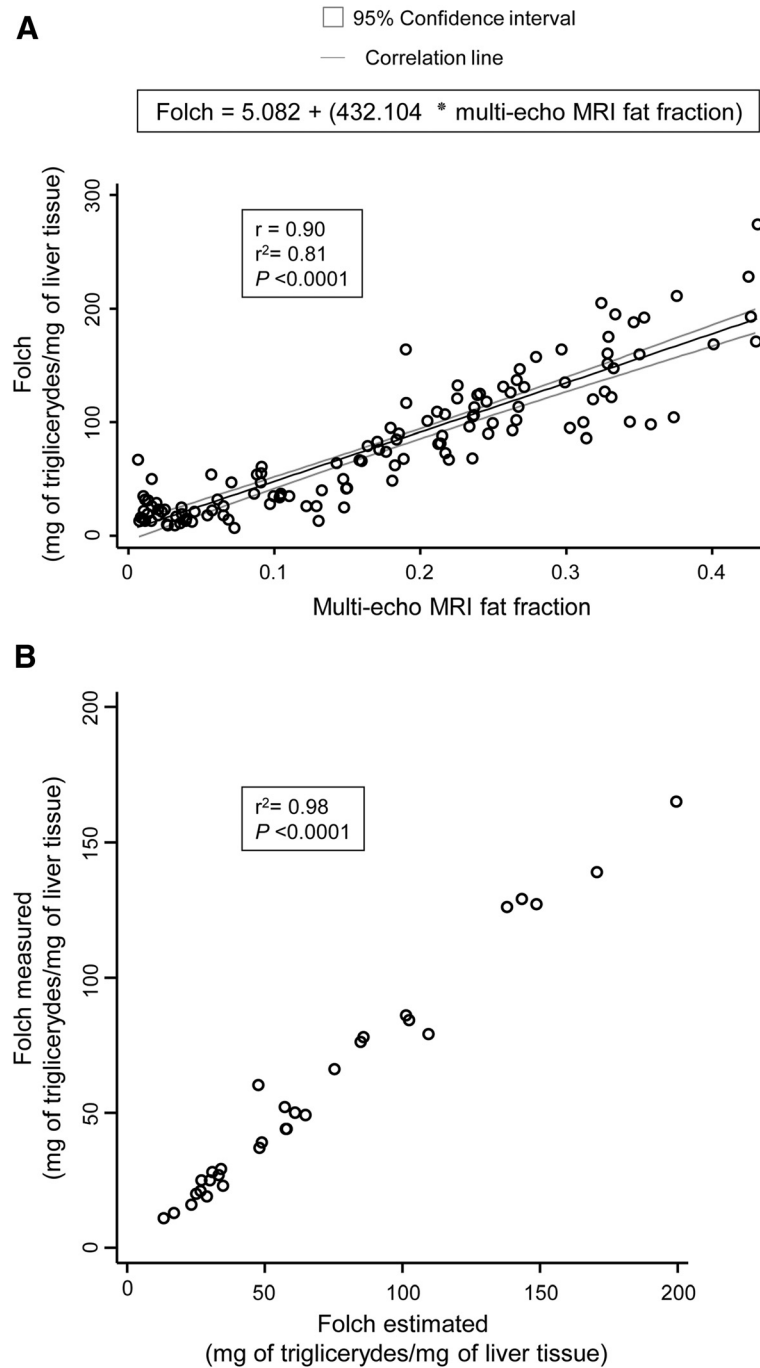 A
95% Confidence interval
Correlation line
Folch = 5.082 + (432.104 * multi-echo MRI fat fraction)
r = 0.90
r²= 0.81
P <0.0001
Folch
(mg of triglicerydes/mg of liver tissue)
300
200
100
0
0 0.1 0.2 0.3 0.4
Multi-echo MRI fat fraction
B
r²= 0.98
P <0.0001
Folch measured
(mg of triglicerydes/mg of liver tissue)
200
150
100
50
0
0 50 100 150 200
Folch estimated
(mg of triglicerydes/mg of liver tissue)